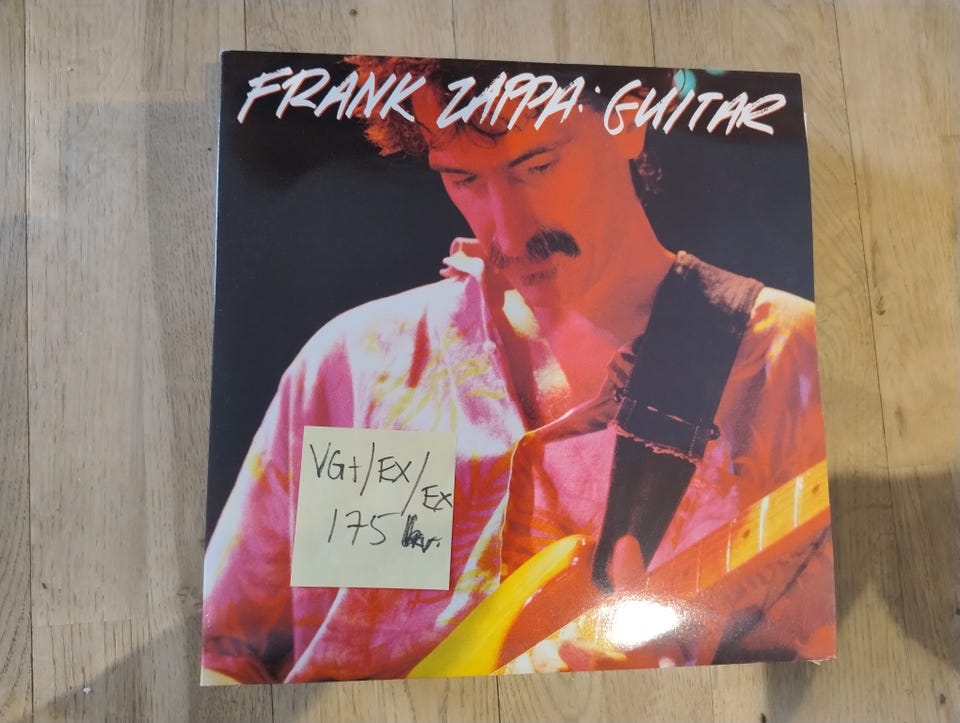 FRANK ZAPPA: GUITAR
VG+/EX/EX
175 kr.